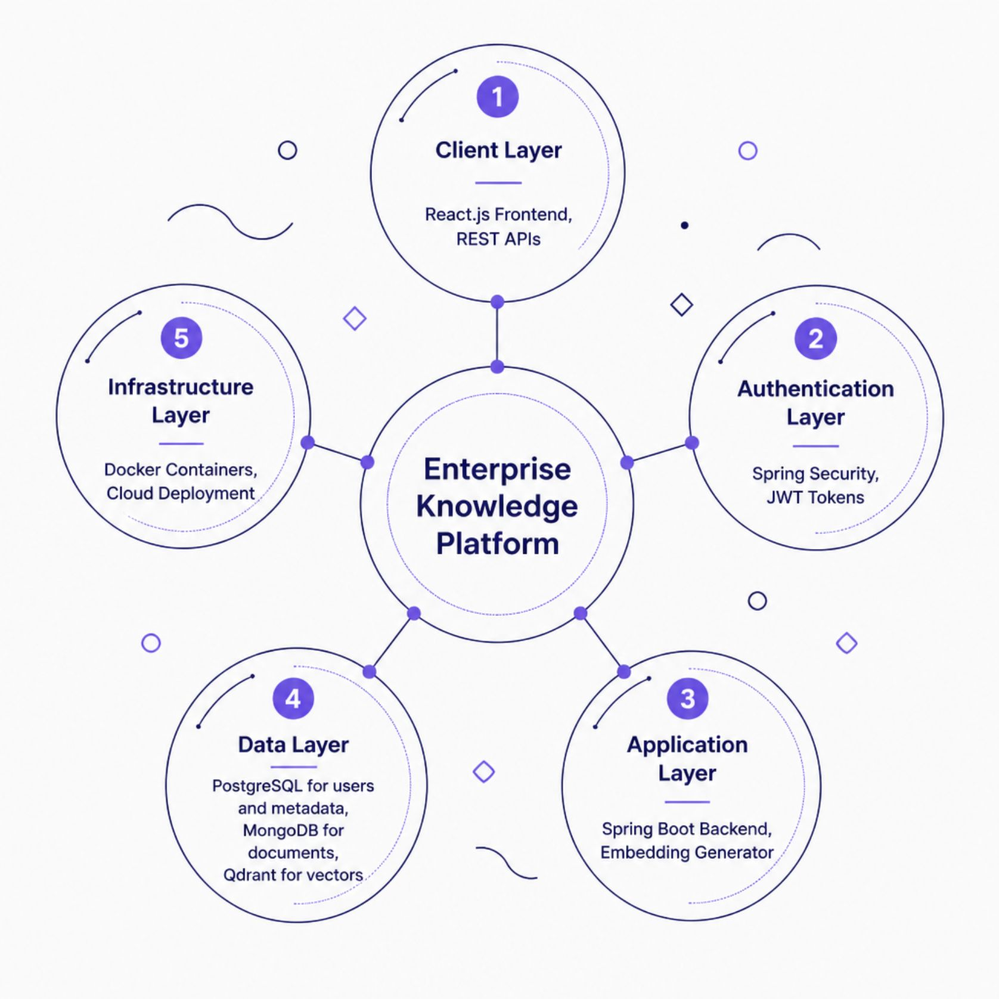 1
Client Layer
React.js Frontend,
REST APIs
2
Authentication
Layer
Spring Security,
JWT Tokens
3
Application
Layer
Spring Boot Backend,
Embedding Generator
4
Data Layer
PostgreSQL for users
and metadata,
MongoDB for
documents,
Qdrant for vectors
5
Infrastructure
Layer
Docker Containers,
Cloud Deployment
Enterprise
Knowledge
Platform